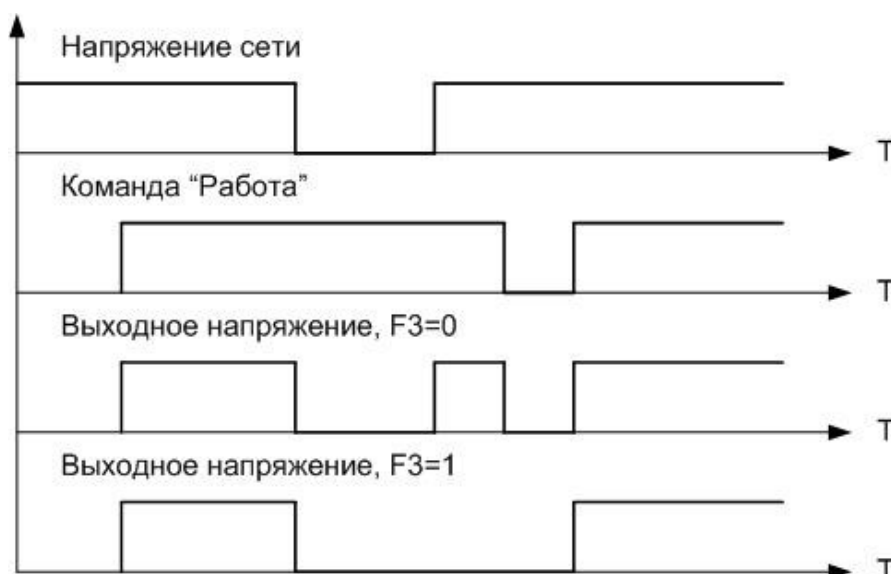 Напряжение сети
T
Команда “Работа”
T
Выходное напряжение, F3=0
T
Выходное напряжение, F3=1
T